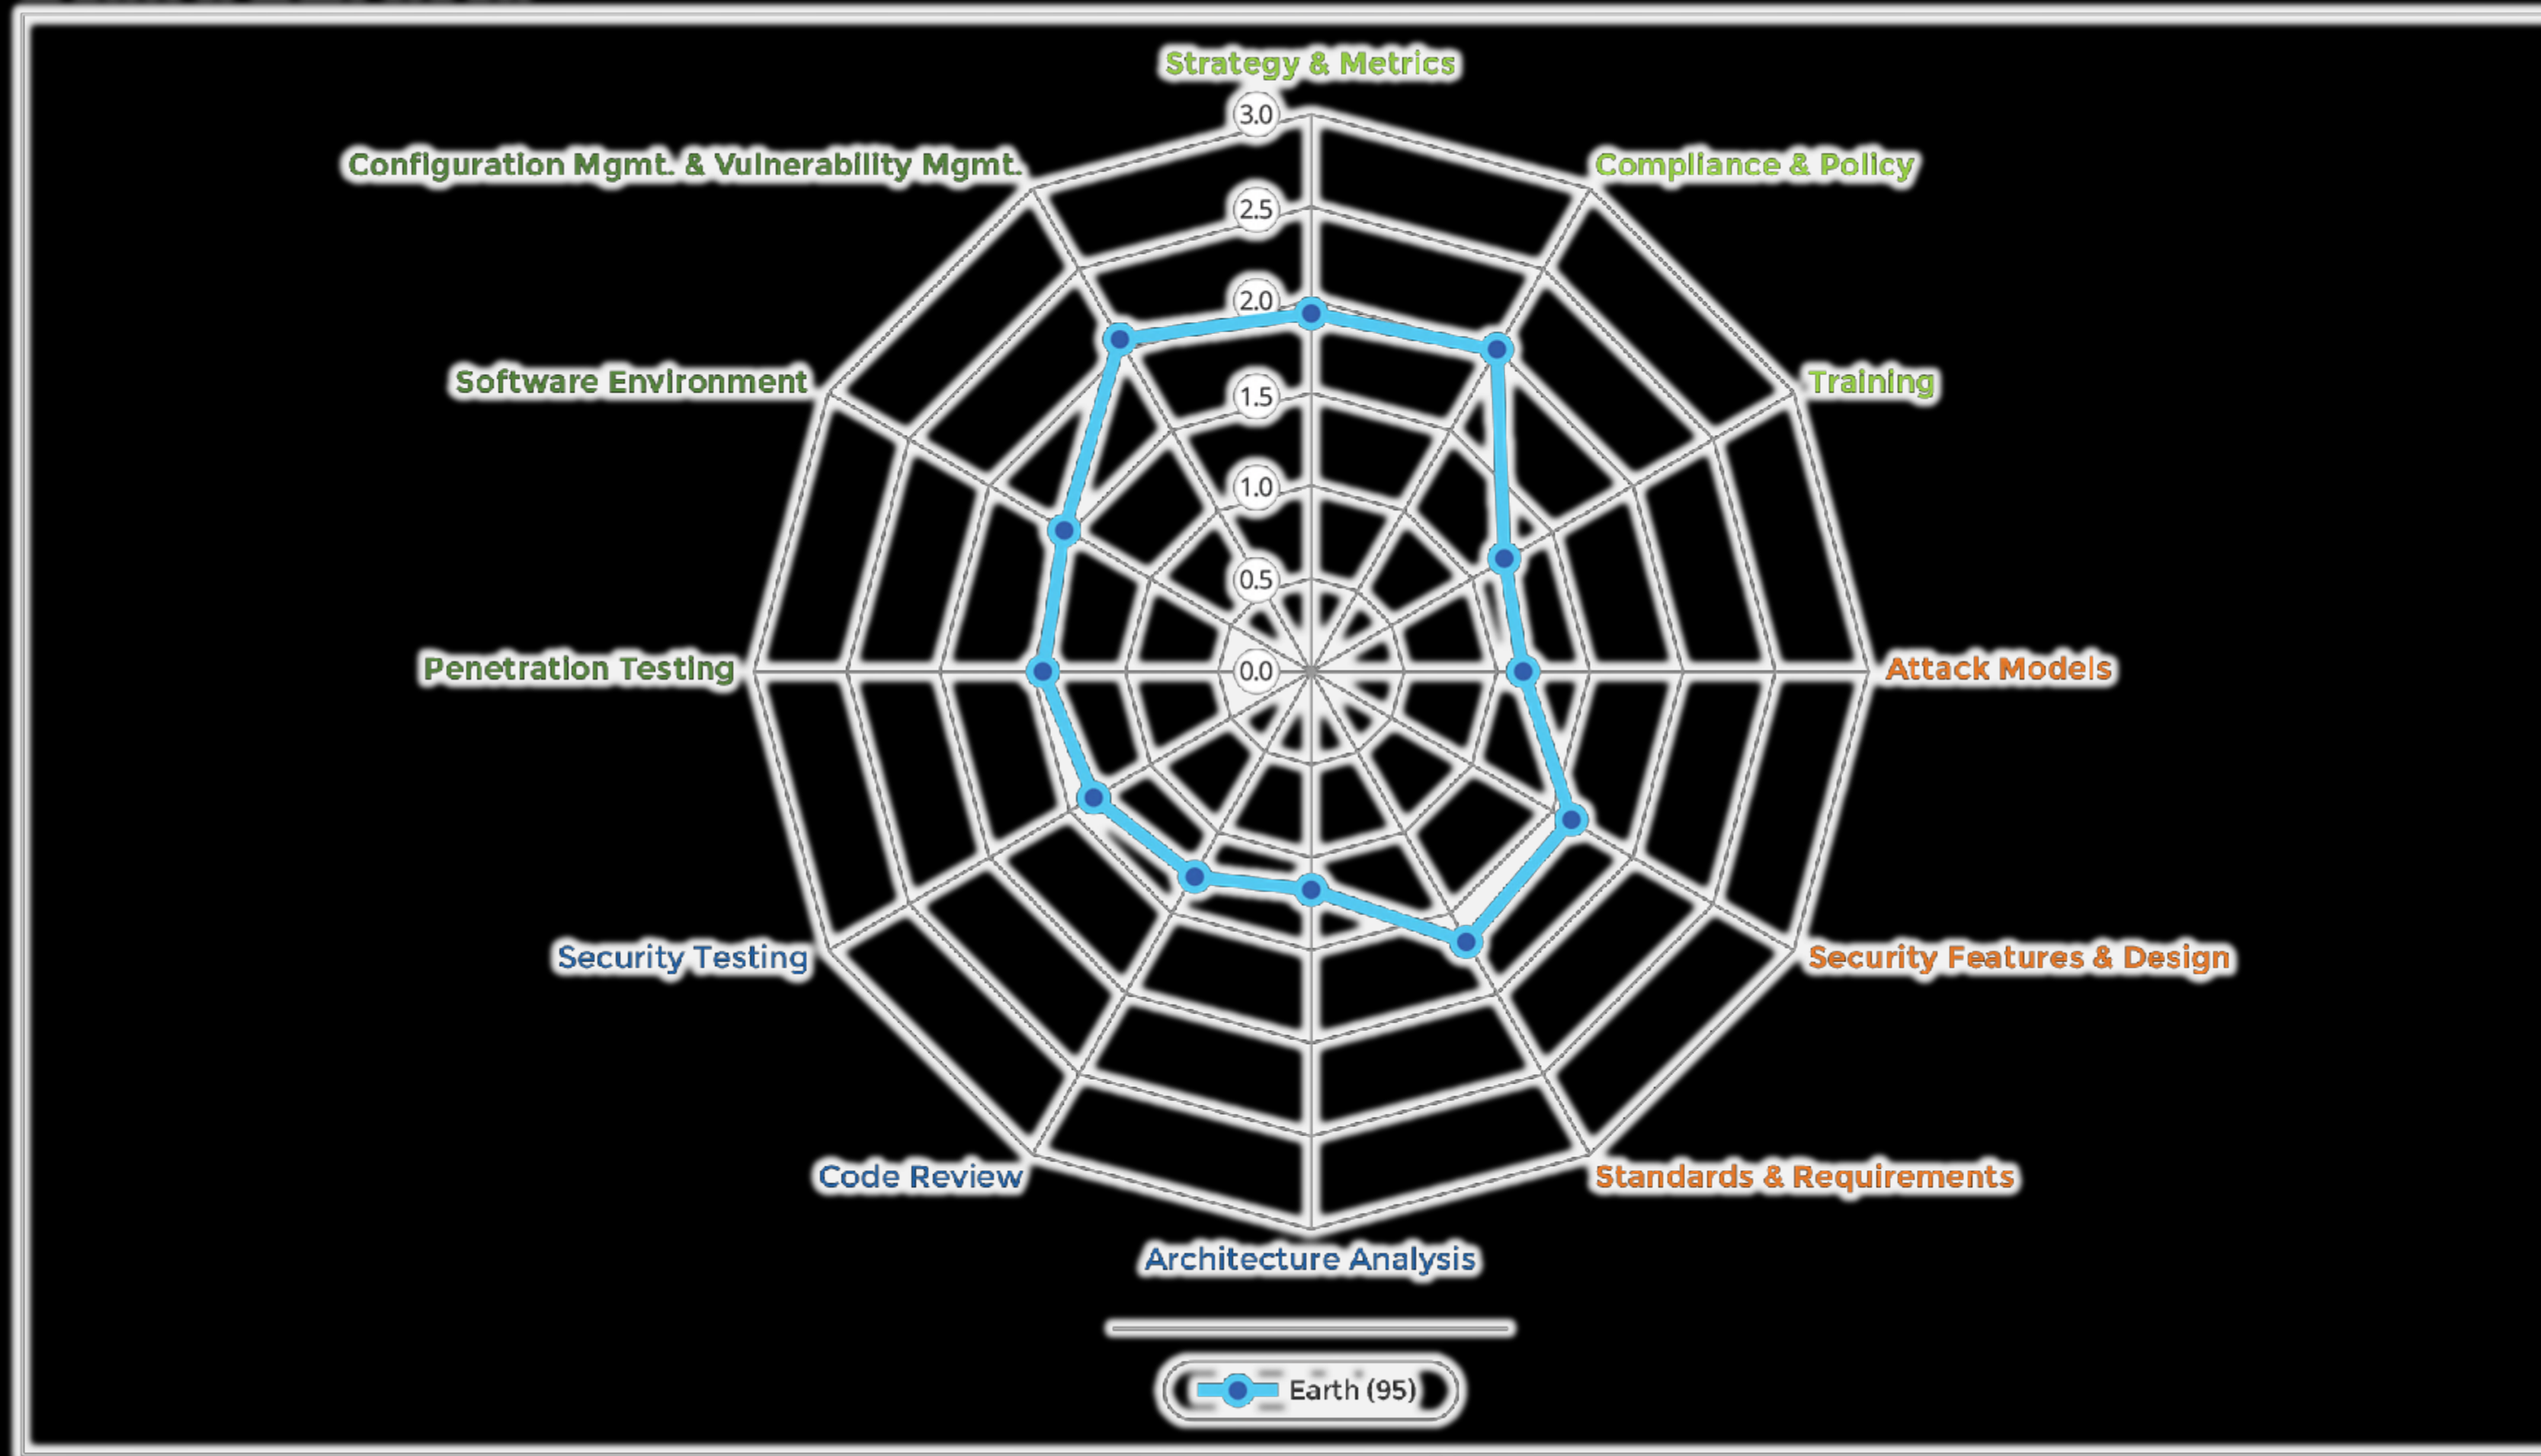 Strategy & Metrics
3.0
Configuration Mgmt. & Vulnerability Mgmt.
Compliance & Policy
2.5
2.0
Software Environment
1.5
Training
1.0
0.5
Penetration Testing
0.0
Attack Models
Security Testing
Security Features & Design
Code Review
Standards & Requirements
Architecture Analysis
Earth (95)